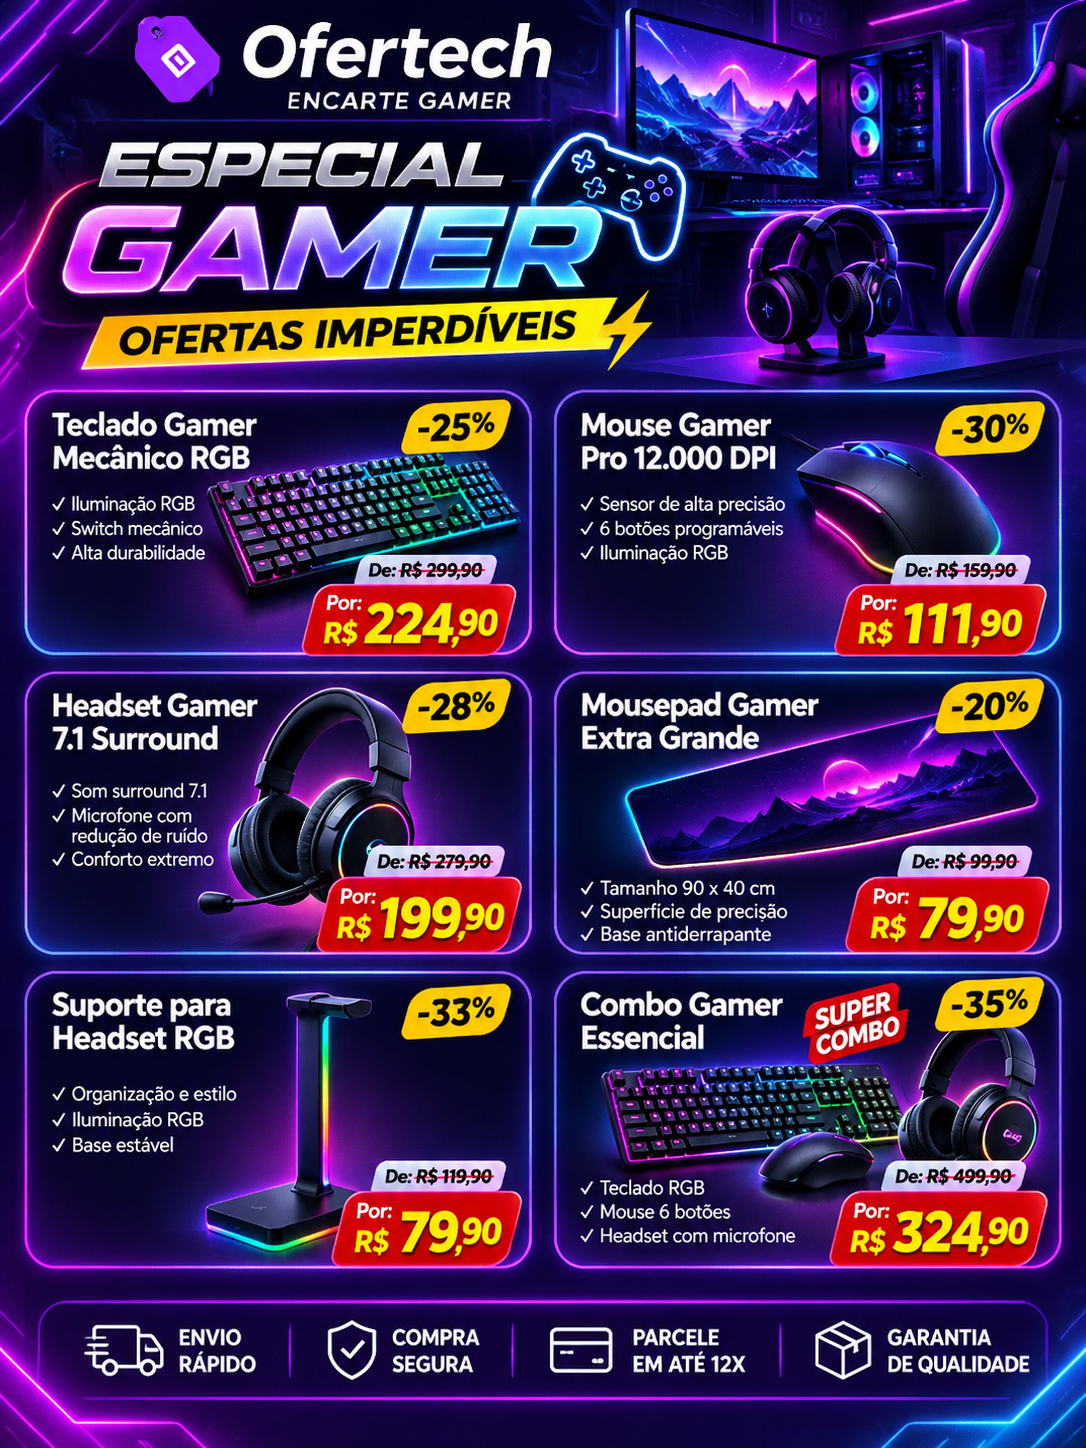 Ofertech
ENCARTE GAMER
ESPECIAL
GAMER
OFERTAS IMPERDÍVEIS
Teclado Gamer
Mecânico RGB
-25%
✓ Iluminação RGB
✓ Switch mecânico
✓ Alta durabilidade
De: R$ 299,90
Por:
R$ 224,90
Mouse Gamer
Pro 12.000 DPI
-30%
✓ Sensor de alta precisão
✓ 6 botões programáveis
✓ Iluminação RGB
De: R$ 159,90
Por:
R$ 111,90
Headset Gamer
7.1 Surround
-28%
✓ Som surround 7.1
✓ Microfone com
redução de ruído
✓ Conforto extremo
De: R$ 279,90
Por:
R$ 199,90
Mousepad Gamer
Extra Grande
-20%
✓ Tamanho 90 x 40 cm
✓ Superfície de precisão
✓ Base antiderrapante
De: R$ 99,90
Por:
R$ 79,90
Suporte para
Headset RGB
-33%
✓ Organização e estilo
✓ Iluminação RGB
✓ Base estável
De: R$ 119,90
Por:
R$ 79,90
Combo Gamer
Essencial
SUPER
COMBO
-35%
✓ Teclado RGB
✓ Mouse 6 botões
✓ Headset com microfone
De: R$ 499,90
Por:
R$ 324,90
ENVIO
RÁPIDO
COMPRA
SEGURA
PARCELE
EM ATÉ 12X
GARANTIA
DE QUALIDADE